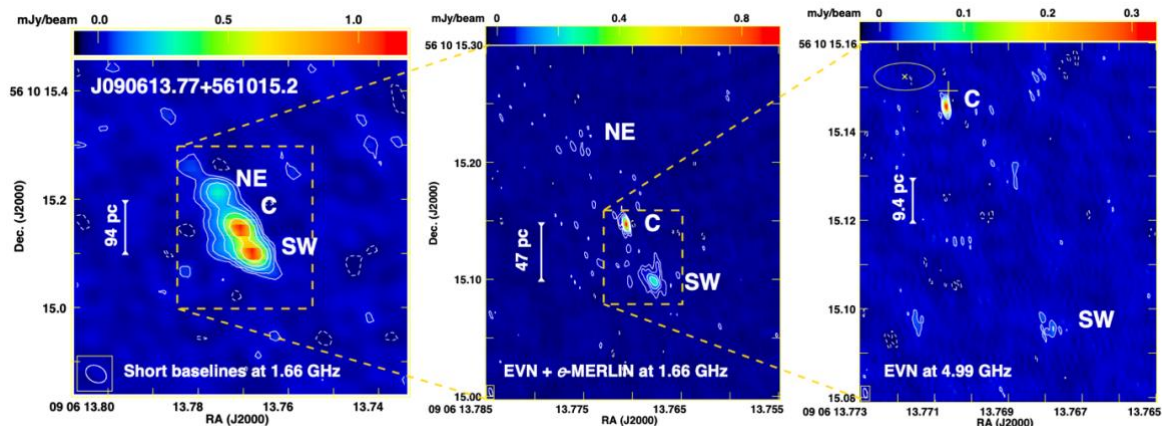 mJy/beam 0.0 0.5 1.0
56 10 15.4
15.2
15.0
Dec. (J2000)
J090613.77+561015.2
NE
C
SW
94 pc
Short baselines at 1.66 GHz
09 06 13.80 13.78 13.76 13.74
RA (J2000)
mJy/beam 0 0.4 0.8
56 10 15.30
15.20
15.10
15.00
Dec. (J2000)
NE
C
SW
47 pc
EVN + e-MERLIN at 1.66 GHz
09 06 13.785 13.775 13.765 13.755
RA (J2000)
mJy/beam 0 0.1 0.2 0.3
56 10 15.16
15.14
15.12
15.10
15.08
C
SW
9.4 pc
EVN at 4.99 GHz
09 06 13.773 13.771 13.769 13.767 13.765
RA (J2000)